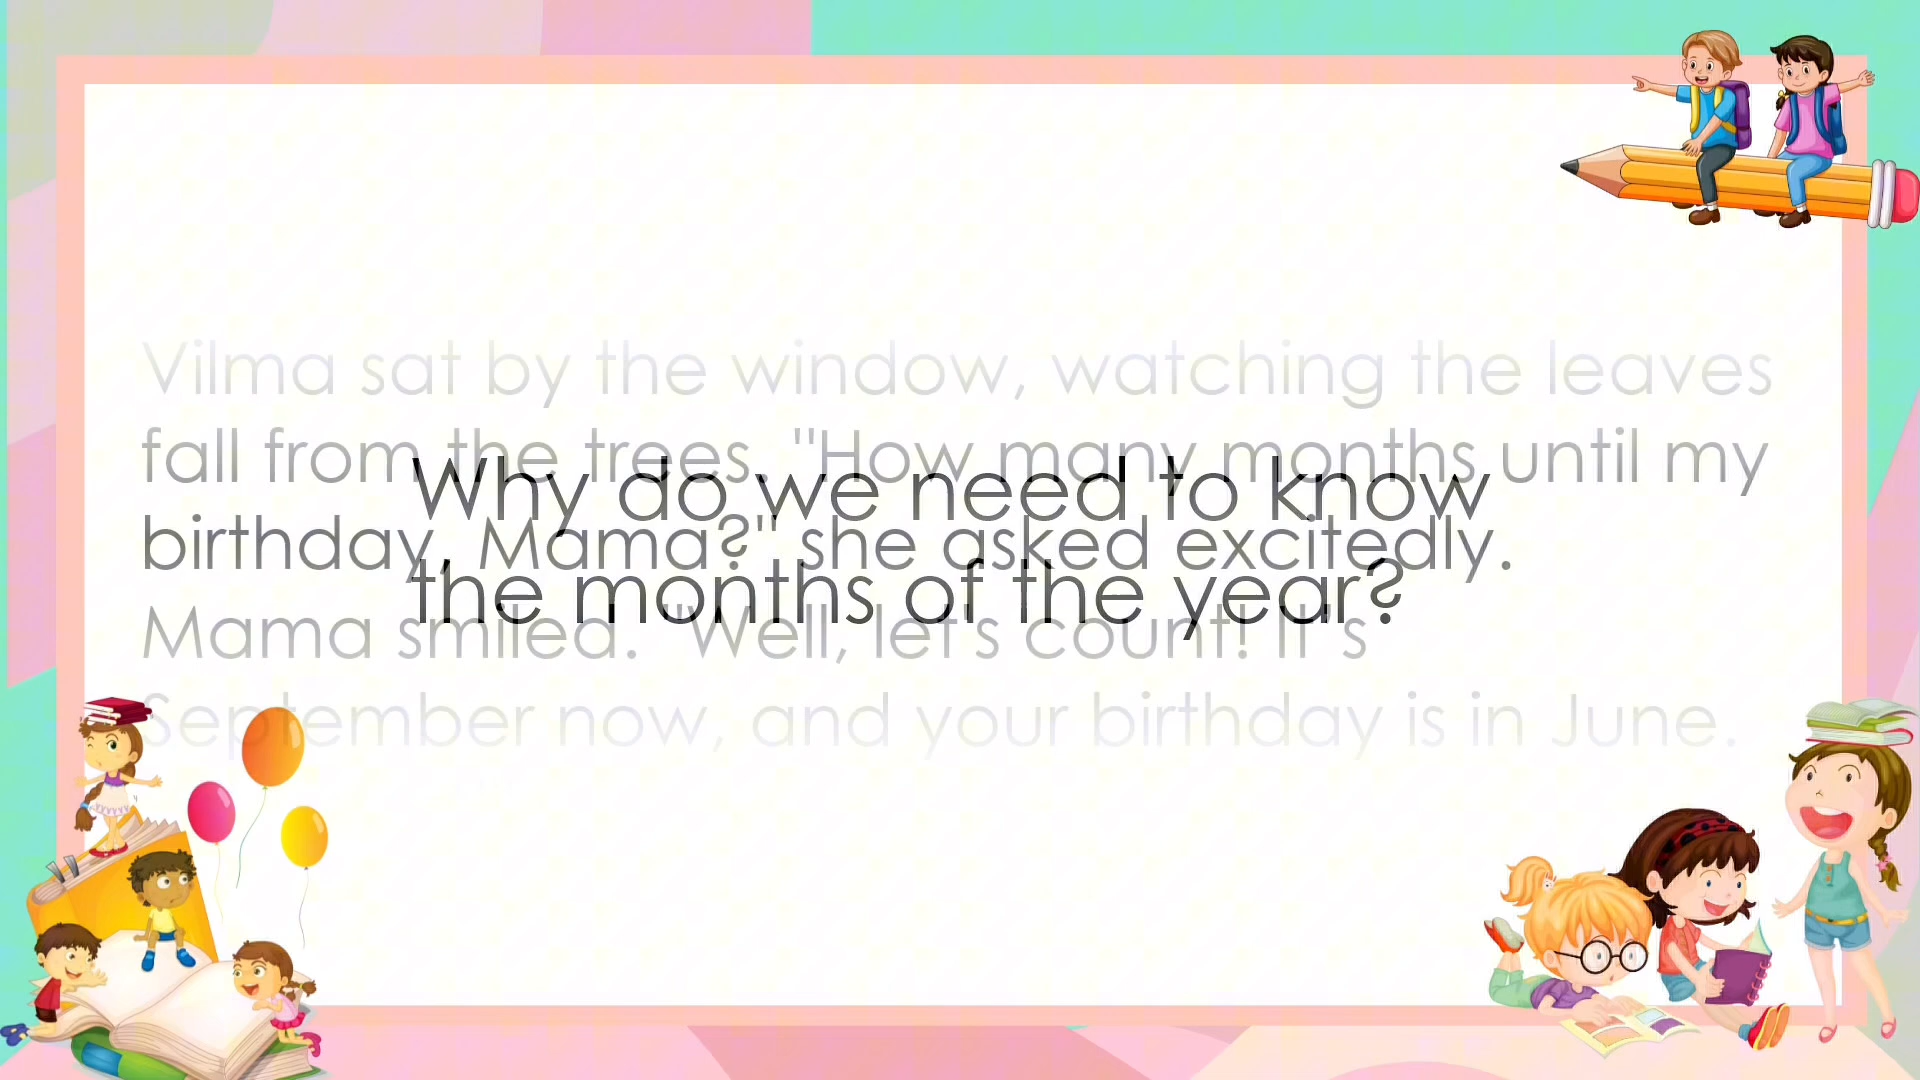 Vilma sat by the window, watching the leaves
fall from the trees. "How many months until my
birthday, Mama?" she asked excitedly.
Mama smiled. "Well, let's count! It's
September now, and your birthday is in June.
Why do we need to know
the months of the year?